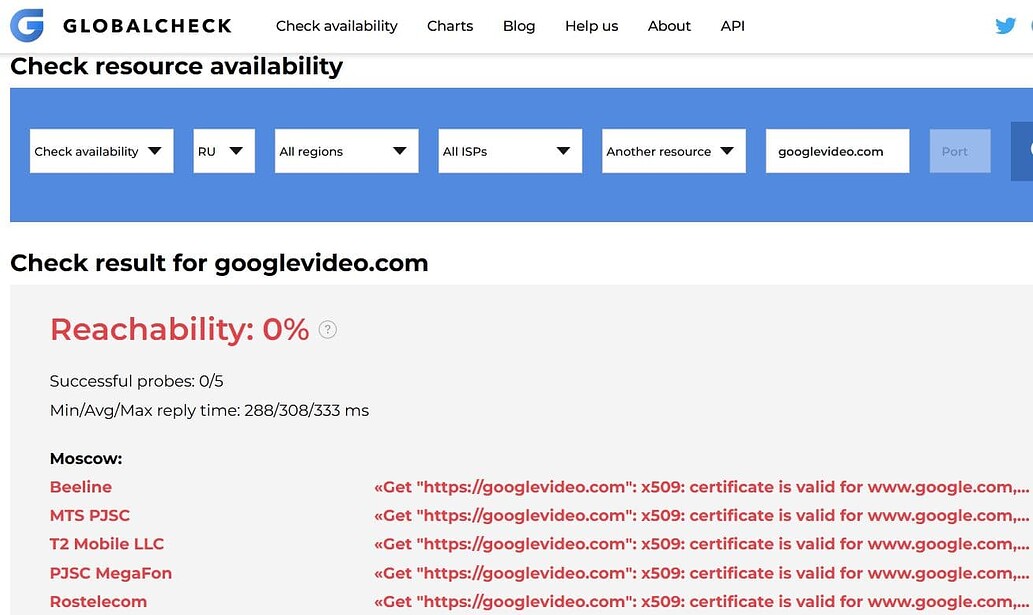 GLOBALCHECK Check availability Charts Blog Help us About API
Check resource availability
Check availability RU All regions All ISPs Another resource googlevideo.com Port
Check result for googlevideo.com
Reachability: 0% ?
Successful probes: 0/5
Min/Avg/Max reply time: 288/308/333 ms
Moscow:
Beeline «Get "https://googlevideo.com": x509: certificate is valid for www.google.com,...
MTS PJSC «Get "https://googlevideo.com": x509: certificate is valid for www.google.com,...
T2 Mobile LLC «Get "https://googlevideo.com": x509: certificate is valid for www.google.com,...
PJSC MegaFon «Get "https://googlevideo.com": x509: certificate is valid for www.google.com,...
Rostelecom «Get "https://googlevideo.com": x509: certificate is valid for www.google.com,...